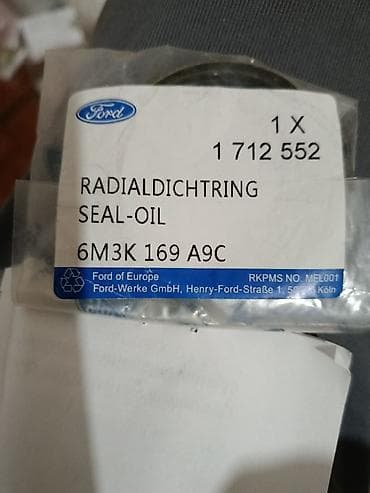 Ford
1 X
1 712 552
RADIALDICHTRING
SEAL-OIL
6M3K 169 A9C
Ford of Europe
RKPMS NO. MEL001
Ford-Werke GmbH, Henry-Ford-Straße 1, Köln